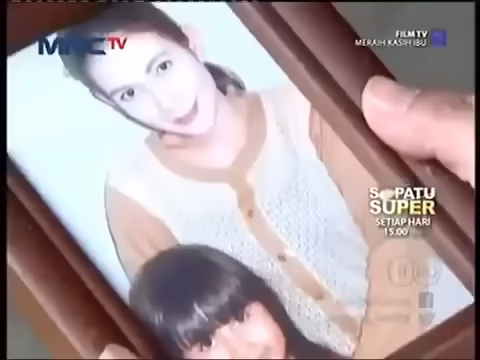 MNC TV
FILM TV
MERAIH KASIH IBU
SEPATU
SUPER
SETIAP HARI
15.00